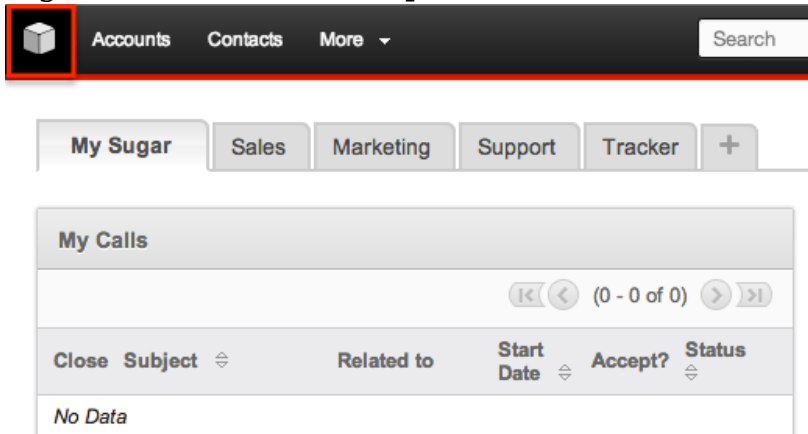 Accounts Contacts More Search
My Sugar Sales Marketing Support Tracker +
My Calls
(0 - 0 of 0)
Close Subject Related to Start Date Accept? Status
No Data